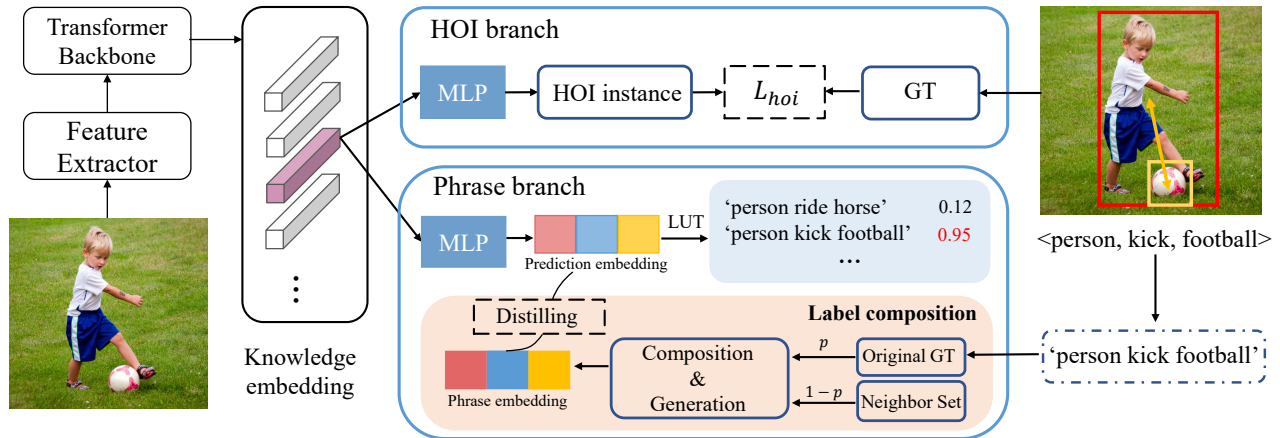 Transformer
Backbone
Feature
Extractor
Knowledge
embedding
HOI branch
MLP
HOI instance
L_hoi
GT
Phrase branch
MLP
Prediction embedding
LUT
‘person ride horse’ 0.12
‘person kick football’ 0.95
...
Distilling
Label composition
Phrase embedding
Composition
&
Generation
p
Original GT
1 − p
Neighbor Set
<person, kick, football>
‘person kick football’